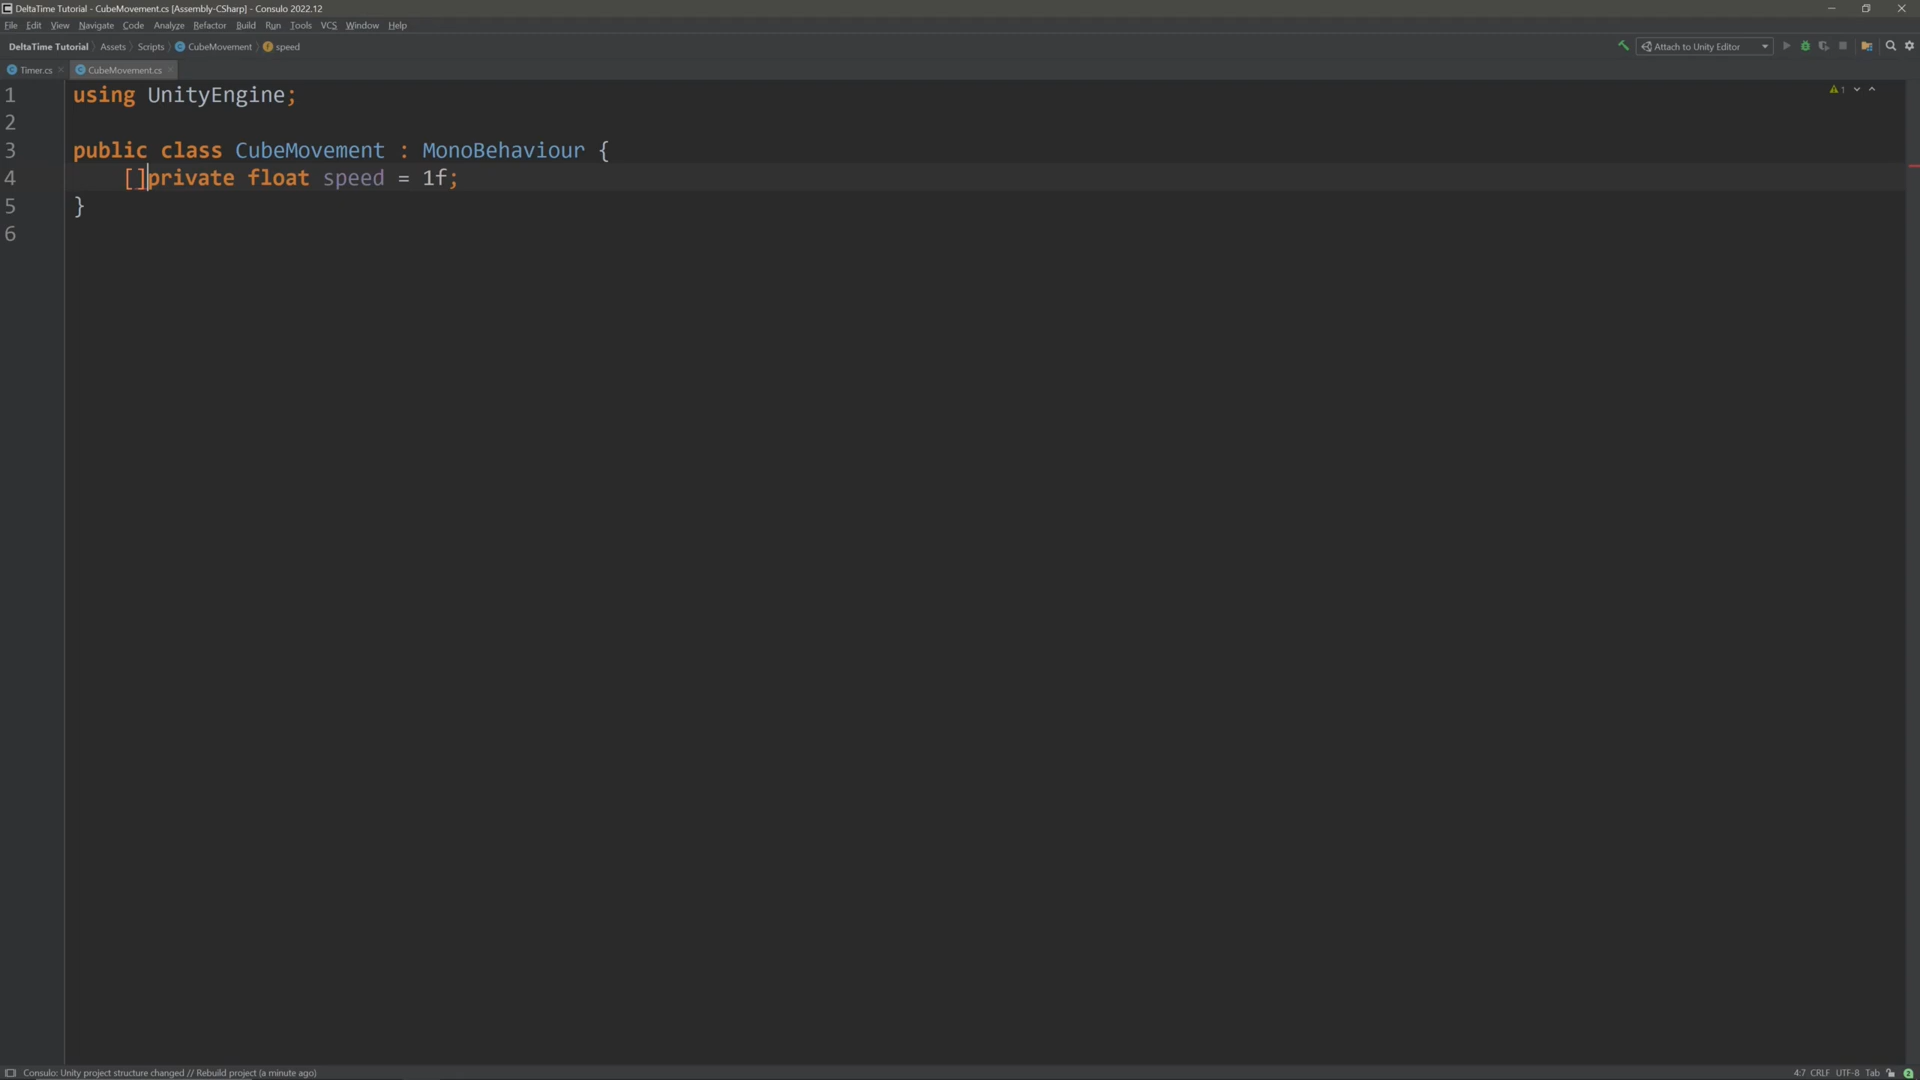 DeltaTime Tutorial - CubeMovement.cs [Assembly-CSharp] - Consulo 2022.12
File Edit View Navigate Code Analyze Refactor Build Run Tools VCS Window Help
DeltaTime Tutorial Assets Scripts CubeMovement speed Attach to Unity Editor
Timer.cs CubeMovement.cs
1 using UnityEngine; 1
2
3 public class CubeMovement : MonoBehaviour {
4 []private float speed = 1f;
5 }
6
Consulo: Unity project structure changed // Rebuild project (a minute ago) 4:7 CRLF UTF-8 Tab 2